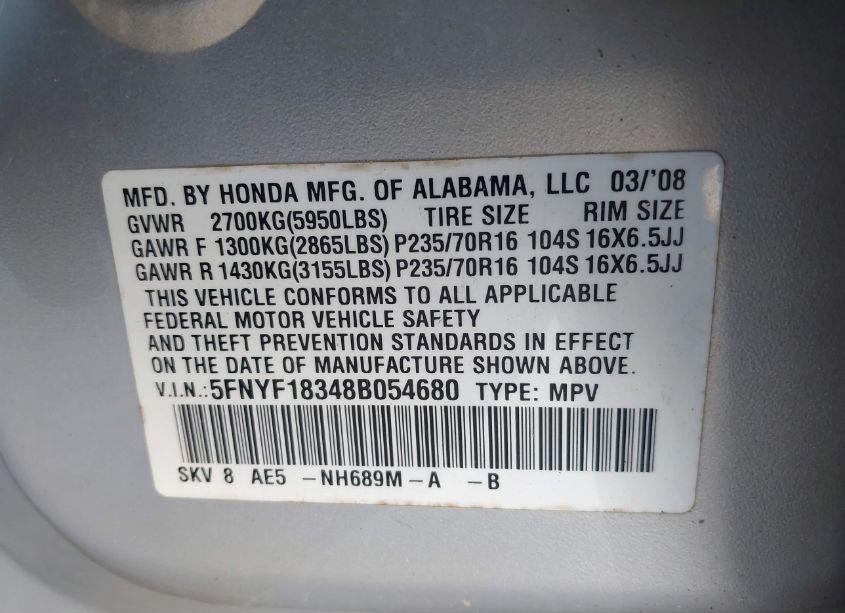 MFD. BY HONDA MFG. OF ALABAMA, LLC 03/'08
GVWR 2700KG(5950LBS) TIRE SIZE RIM SIZE
GAWR F 1300KG(2865LBS) P235/70R16 104S 16X6.5JJ
GAWR R 1430KG(3155LBS) P235/70R16 104S 16X6.5JJ
THIS VEHICLE CONFORMS TO ALL APPLICABLE
FEDERAL MOTOR VEHICLE SAFETY
AND THEFT PREVENTION STANDARDS IN EFFECT
ON THE DATE OF MANUFACTURE SHOWN ABOVE.
V.I.N.:5FNYF18348B054680 TYPE: MPV
SKV 8 AE5 -NH689M-A -B